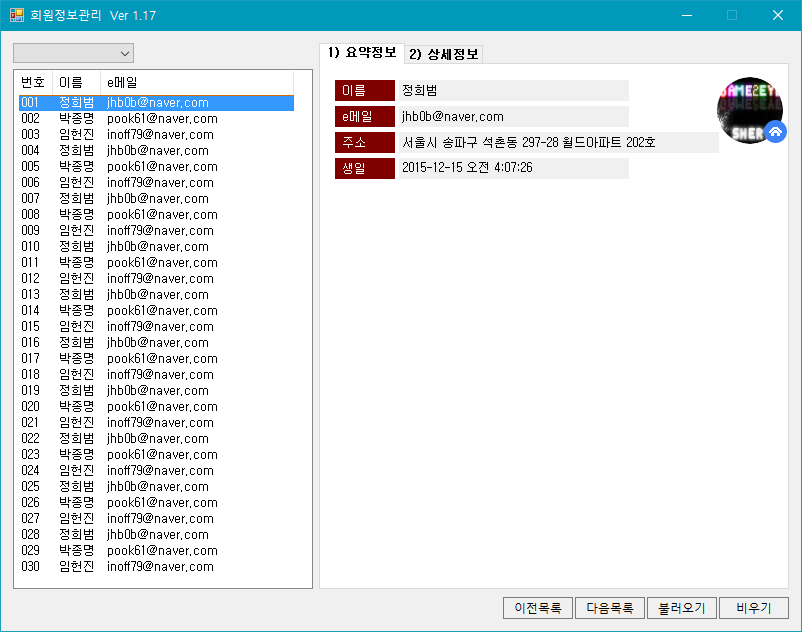 회원정보관리 Ver 1.17
1) 요약정보 2) 상세정보
번호 이름 e메일
001 정희범 jhb0b@naver.com
002 박종명 pook61@naver.com
003 임헌진 inoff79@naver.com
004 정희범 jhb0b@naver.com
005 박종명 pook61@naver.com
006 임헌진 inoff79@naver.com
007 정희범 jhb0b@naver.com
008 박종명 pook61@naver.com
009 임헌진 inoff79@naver.com
010 정희범 jhb0b@naver.com
011 박종명 pook61@naver.com
012 임헌진 inoff79@naver.com
013 정희범 jhb0b@naver.com
014 박종명 pook61@naver.com
015 임헌진 inoff79@naver.com
016 정희범 jhb0b@naver.com
017 박종명 pook61@naver.com
018 임헌진 inoff79@naver.com
019 정희범 jhb0b@naver.com
020 박종명 pook61@naver.com
021 임헌진 inoff79@naver.com
022 정희범 jhb0b@naver.com
023 박종명 pook61@naver.com
024 임헌진 inoff79@naver.com
025 정희범 jhb0b@naver.com
026 박종명 pook61@naver.com
027 임헌진 inoff79@naver.com
028 정희범 jhb0b@naver.com
029 박종명 pook61@naver.com
030 임헌진 inoff79@naver.com
이름 정희범
e메일 jhb0b@naver.com
주소 서울시 송파구 석촌동 297-28 월드아파트 202호
생일 2015-12-15 오전 4:07:26
이전목록 다음목록 불러오기 비우기